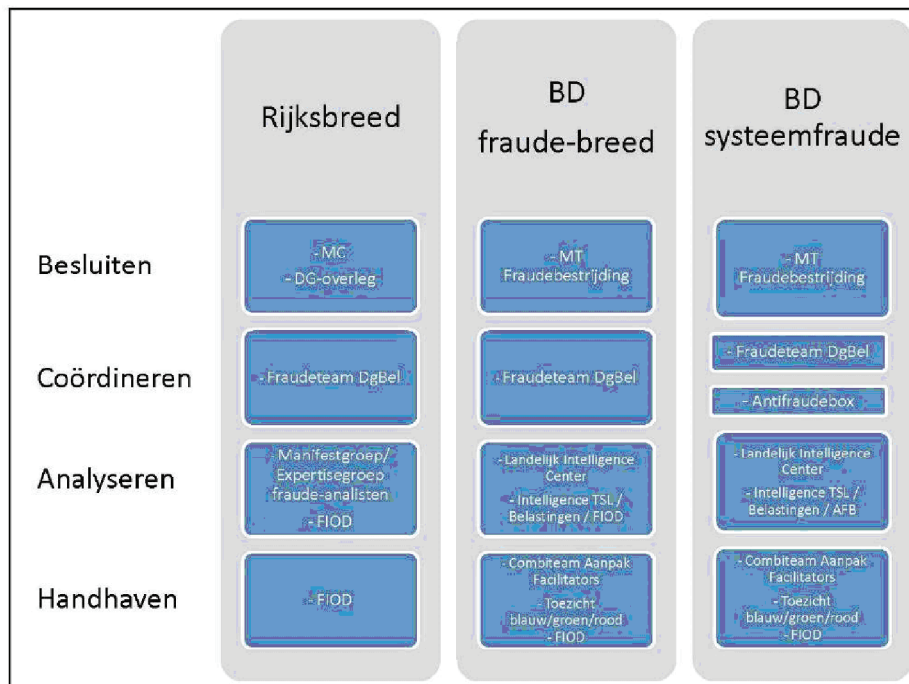 Rijksbreed
BD
fraude-breed
BD
systeemfraude
Besluiten
- MC
- DG-overleg
- MT
Fraudebestrijding
- MT
Fraudebestrijding
Coördineren
- Fraudeteam DgBel
- Fraudeteam DgBel
- Fraudeteam DgBel
- Antifraudebox
Analyseren
- Manifestgroep/
Expertisegroep
fraude-analisten
- FIOD
- Landelijk Intelligence
Center
- Intelligence TSL /
Belastingen / FIOD
- Landelijk Intelligence
Center
- Intelligence TSL /
Belastingen / AFB
Handhaven
- FIOD
- Combiteam Aanpak
Facilitators
- Toezicht
blauw/groen/rood
- FIOD
- Combiteam Aanpak
Facilitators
- Toezicht
blauw/groen/rood
- FIOD